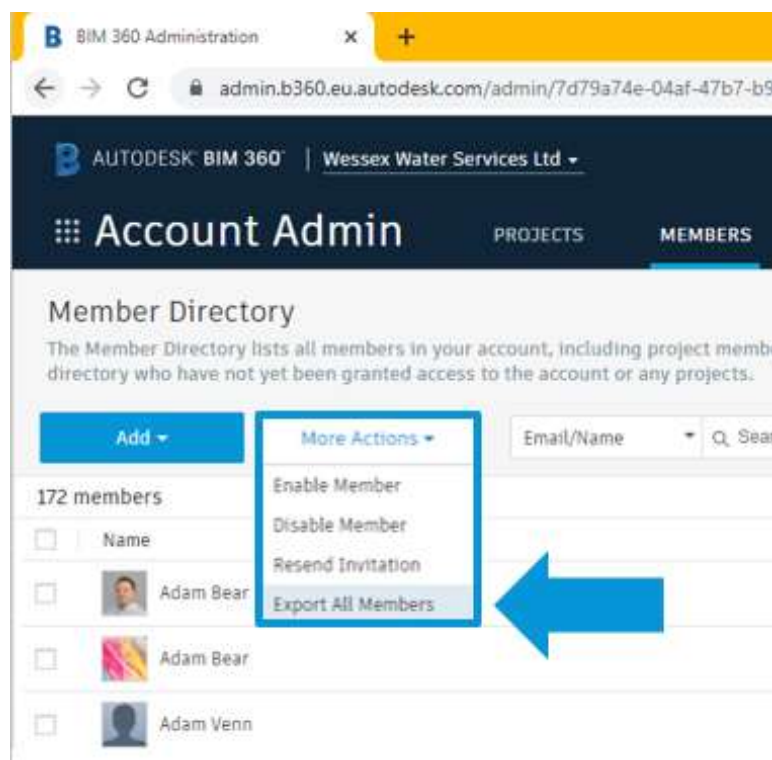 BIM 360 Administration
admin.b360.eu.autodesk.com/admin/7d79a74e-04af-47b7-b9
AUTODESK BIM 360 | Wessex Water Services Ltd
Account Admin PROJECTS MEMBERS
Member Directory
The Member Directory lists all members in your account, including project memb
directory who have not yet been granted access to the account or any projects.
Add More Actions Email/Name Sear
172 members
Enable Member
Disable Member
Name
Resend Invitation
Adam Bear
Export All Members
Adam Bear
Adam Venn